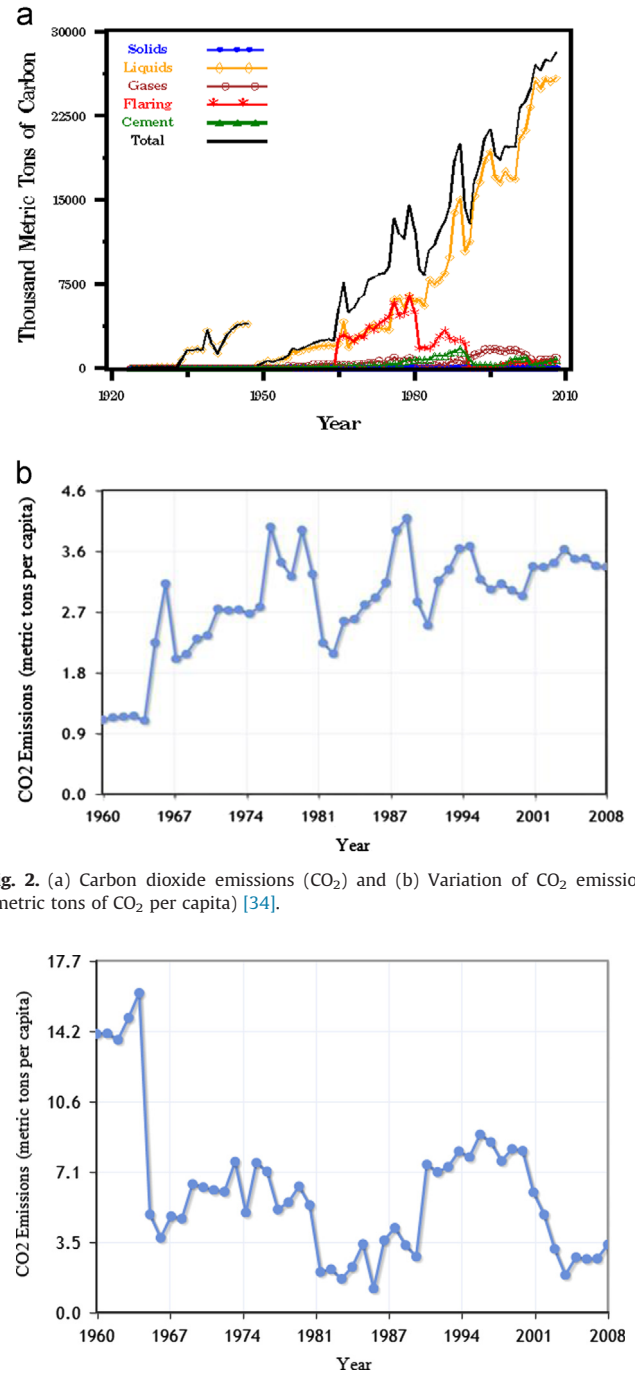 a
30000
22500
15000
7500
0
Thousand Metric Tons of Carbon
Solids
Liquids
Gases
Flaring
Cement
Total
1920
1950
1980
2010
Year
b
4.6
3.6
2.7
1.8
0.9
0.0
CO2 Emissions (metric tons per capita)
1960
1967
1974
1981
1987
1994
2001
2008
Year
g. 2. (a) Carbon dioxide emissions (CO₂) and (b) Variation of CO₂ emissio
metric tons of CO₂ per capita) [34].
17.7
14.2
10.6
7.1
3.5
0.0
CO2 Emissions (metric tons per capita)
1960
1967
1974
1981
1987
1994
2001
2008
Year